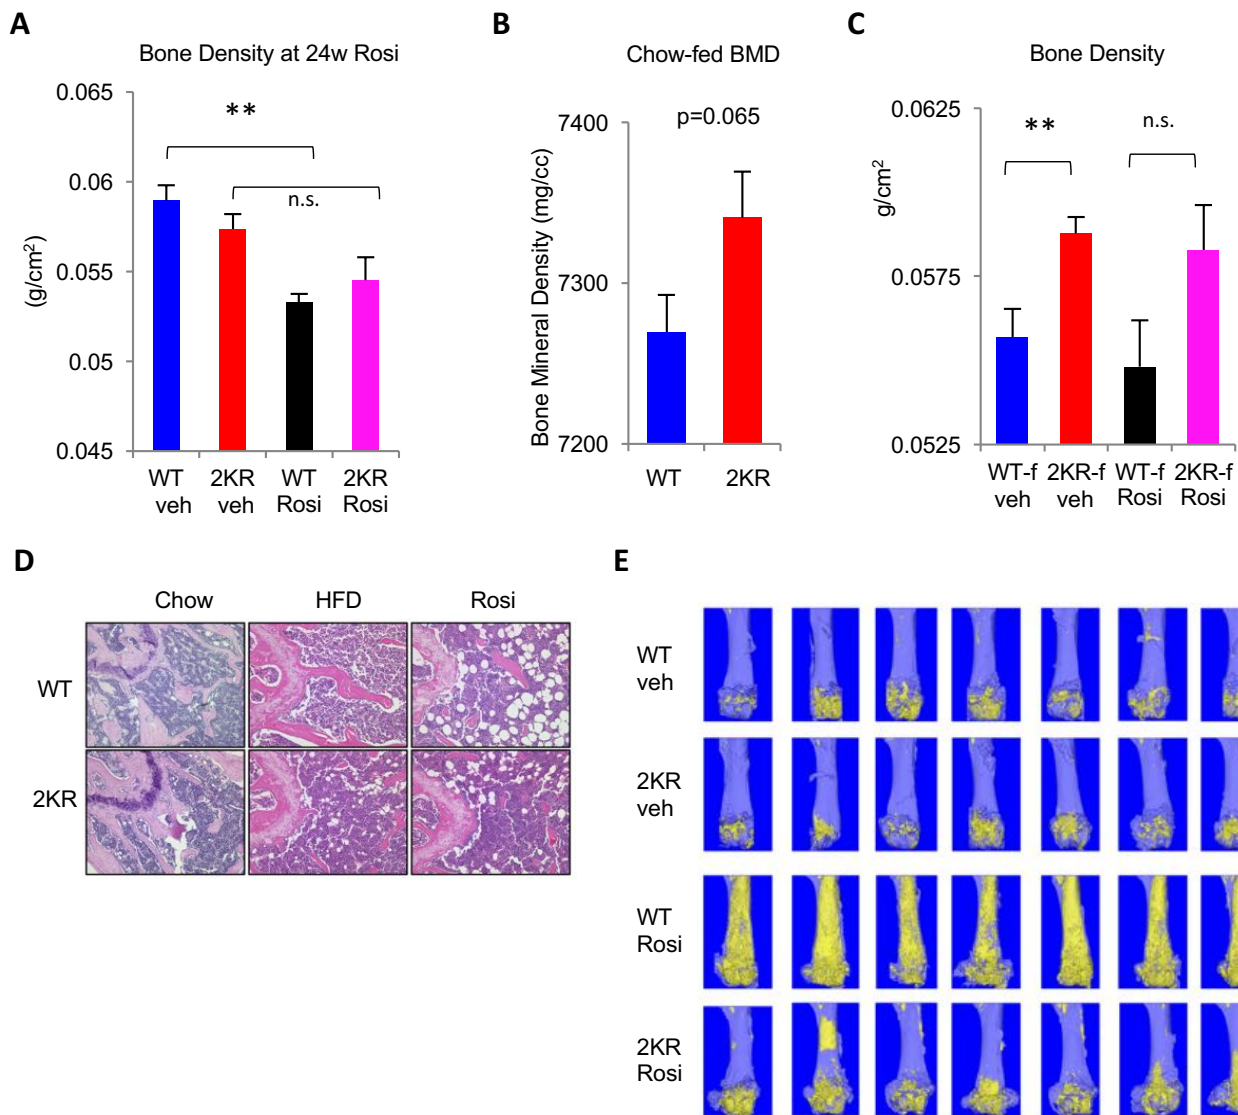 A
Bone Density at 24w Rosi
(g/cm²)
0.065
0.06
0.055
0.05
0.045
**
n.s.
WT
veh
2KR
veh
WT
Rosi
2KR
Rosi
B
Chow-fed BMD
Bone Mineral Density (mg/cc)
7400
7300
7200
p=0.065
WT
2KR
C
Bone Density
g/cm²
0.0625
0.0575
0.0525
**
n.s.
WT-f
veh
2KR-f
veh
WT-f
Rosi
2KR-f
Rosi
D
Chow
HFD
Rosi
WT
2KR
E
WT
veh
2KR
veh
WT
Rosi
2KR
Rosi